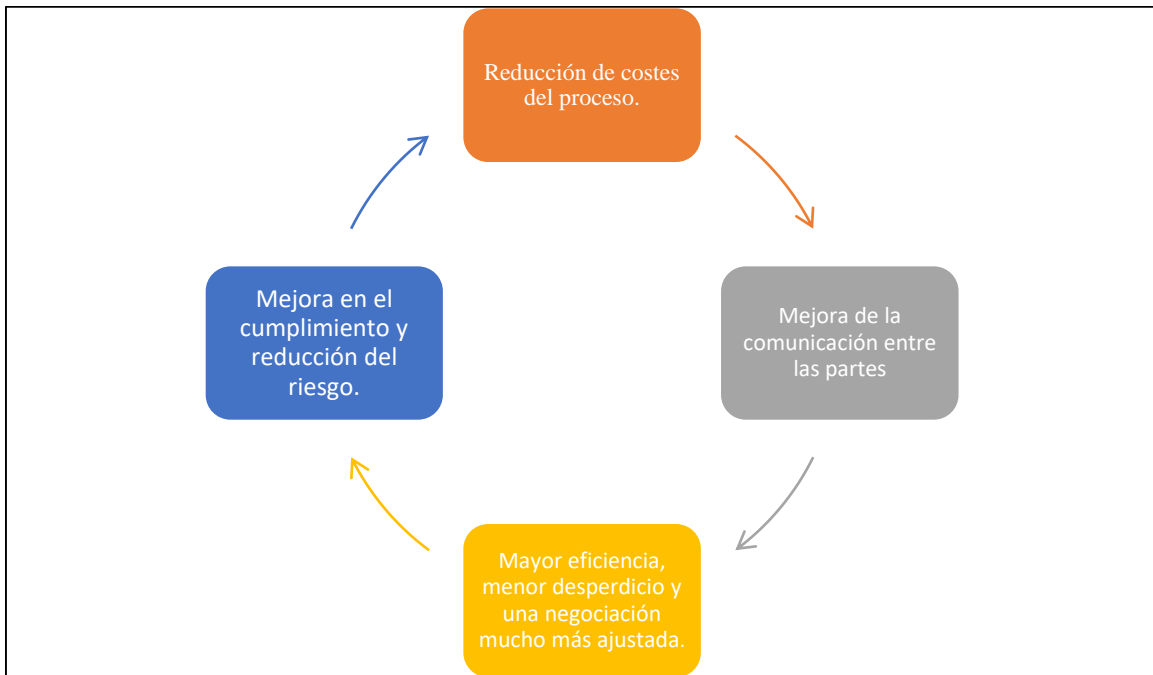 Reducción de costes
del proceso.
Mejora de la
comunicación entre
las partes
Mayor eficiencia,
menor desperdicio y
una negociación
mucho más ajustada.
Mejora en el
cumplimiento y
reducción del
riesgo.